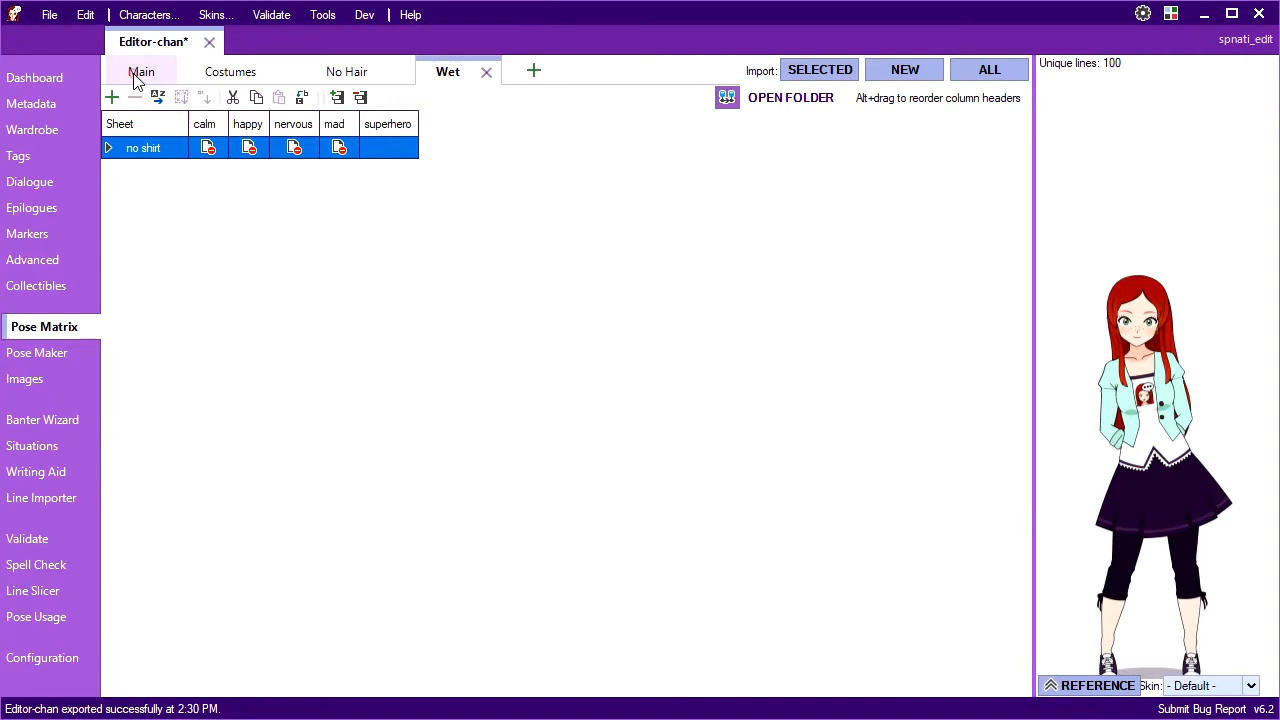 File Edit Characters... Skins... Validate Tools Dev Help
Editor-chan*
spnati_edit
Main Costumes No Hair Wet
Import: SELECTED NEW ALL
Unique lines: 100
OPEN FOLDER Alt+drag to reorder column headers
Sheet calm happy nervous mad superhero
no shirt
Dashboard
Metadata
Wardrobe
Tags
Dialogue
Epilogues
Markers
Advanced
Collectibles
Pose Matrix
Pose Maker
Images
Banter Wizard
Situations
Writing Aid
Line Importer
Validate
Spell Check
Line Slicer
Pose Usage
Configuration
REFERENCE Skin: - Default -
Editor-chan exported successfully at 2:30 PM.
Submit Bug Report v6.2